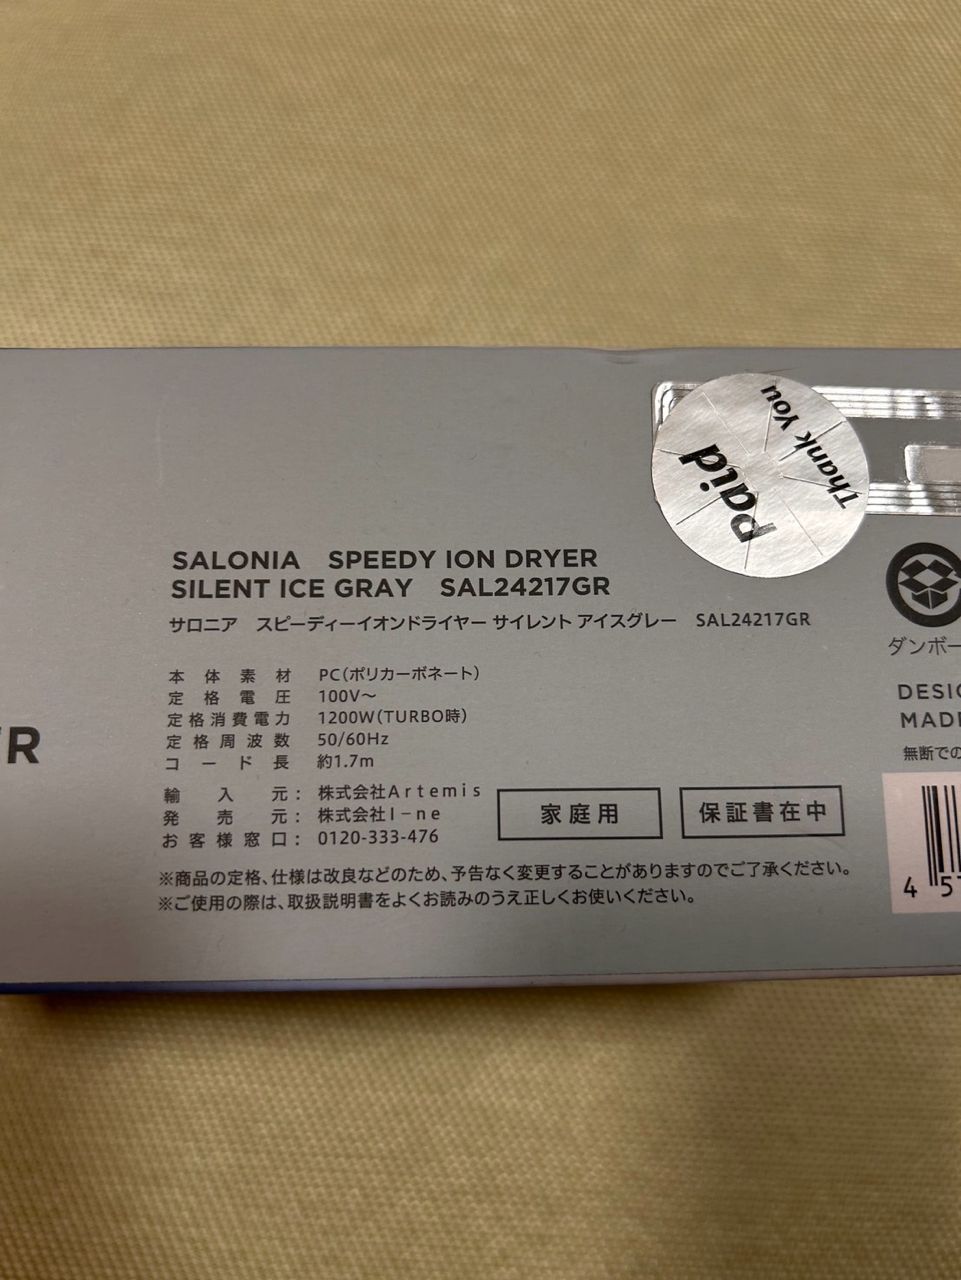 Thank You
Paid
SALONIA SPEEDY ION DRYER
SILENT ICE GRAY SAL24217GR
サロニア スピーディーイオンドライヤー サイレント アイスグレー SAL24217GR
本体素材 PC(ポリカーボネート)
定格電圧 100V〜
定格消費電力 1200W(TURBO時)
定格周波数 50/60Hz
コード長 約1.7m
輸入元: 株式会社Artemis
発売元: 株式会社I-ne
お客様窓口: 0120-333-476
家庭用
保証書在中
※商品の定格、仕様は改良などのため、予告なく変更することがありますのでご了承ください。
※ご使用の際は、取扱説明書をよくお読みのうえ正しくお使いください。
ダンボー
MADE
無断での
4 57